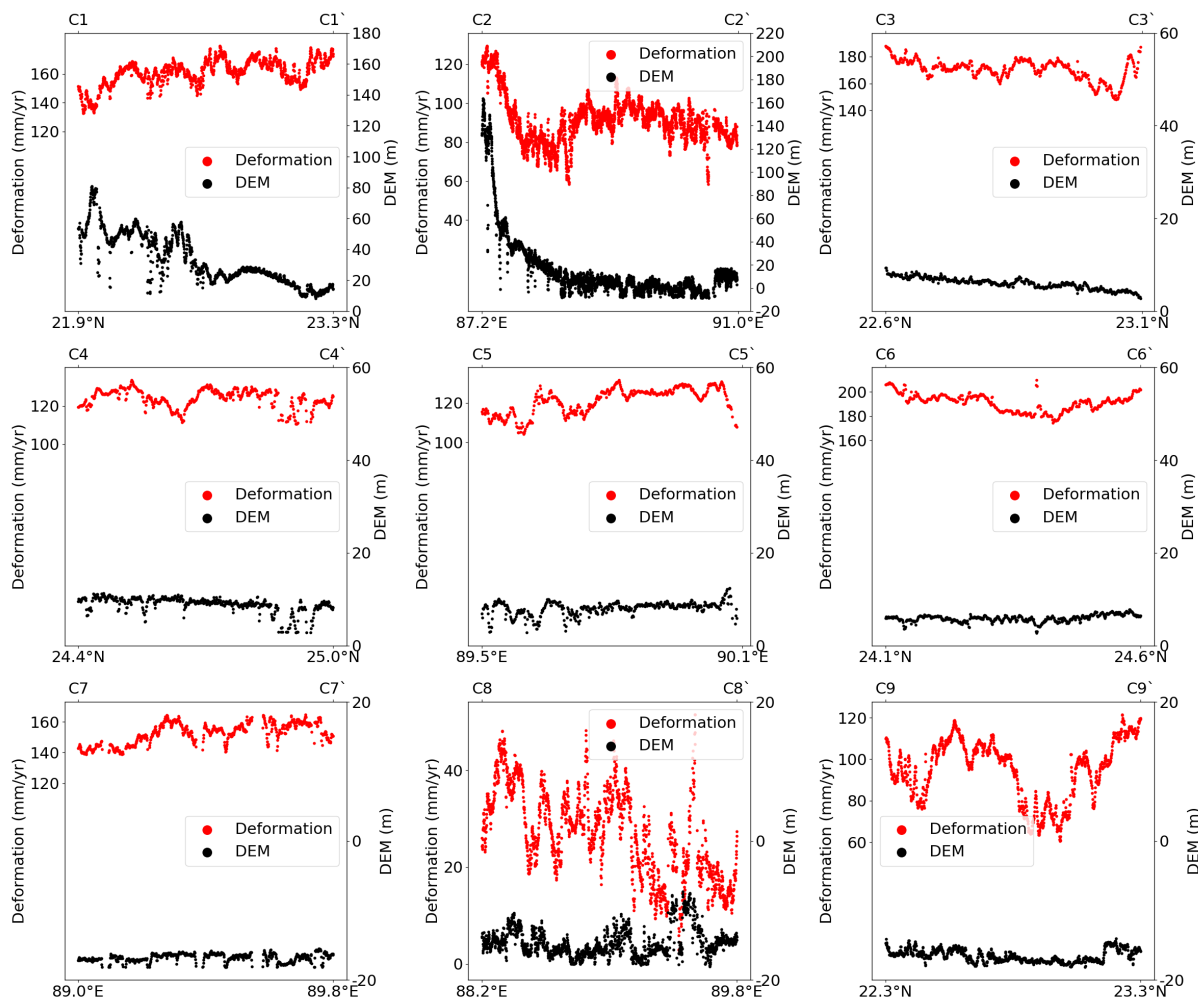 C1 C1`
Deformation (mm/yr)
160
140
120
180
160
140
120
100
80
60
40
20
0
DEM (m)
Deformation
DEM
21.9°N 23.3°N
C2 C2`
Deformation (mm/yr)
120
100
80
60
40
220
200
180
160
140
120
100
80
60
40
20
0
-20
DEM (m)
Deformation
DEM
87.2°E 91.0°E
C3 C3`
Deformation (mm/yr)
180
160
140
60
40
20
0
DEM (m)
Deformation
DEM
22.6°N 23.1°N
C4 C4`
Deformation (mm/yr)
120
100
60
40
20
0
DEM (m)
Deformation
DEM
24.4°N 25.0°N
C5 C5`
Deformation (mm/yr)
120
100
60
40
20
0
DEM (m)
Deformation
DEM
89.5°E 90.1°E
C6 C6`
Deformation (mm/yr)
200
180
160
60
40
20
0
DEM (m)
Deformation
DEM
24.1°N 24.6°N
C7 C7`
Deformation (mm/yr)
160
140
120
20
0
-20
DEM (m)
Deformation
DEM
89.0°E 89.8°E
C8 C8`
Deformation (mm/yr)
40
20
0
20
0
-20
DEM (m)
Deformation
DEM
88.2°E 89.8°E
C9 C9`
Deformation (mm/yr)
120
100
80
60
20
0
-20
DEM (m)
Deformation
DEM
22.3°N 23.3°N